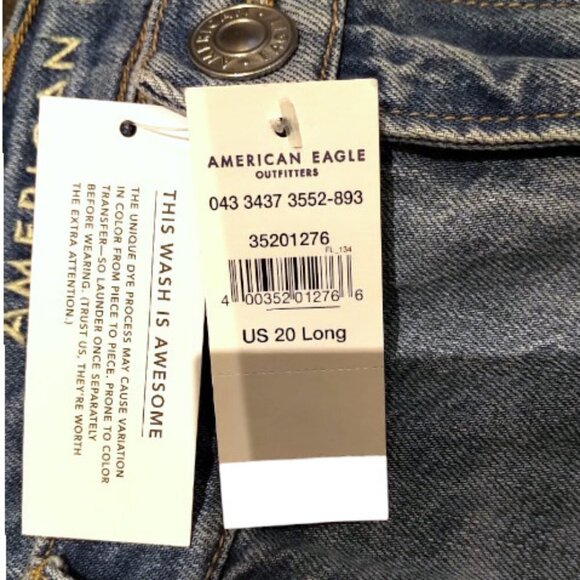 AMERICAN
AMERICAN EAGLE
OUTFITTERS
043 3437 3552-893
35201276
FL_134
4 00352 01276 6
US 20 Long
THIS WASH IS AWESOME
THE UNIQUE DYE PROCESS MAY CAUSE VARIATION
IN COLOR FROM PIECE TO PIECE. PRONE TO COLOR
TRANSFER—SO LAUNDER ONCE SEPARATELY
BEFORE WEARING. (TRUST US, THEY'RE WORTH
THE EXTRA ATTENTION.)